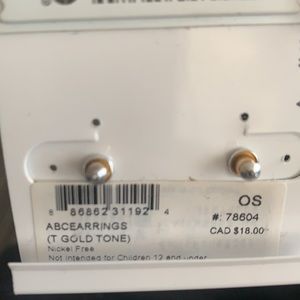 OS
8 86862 31192 4
#: 78604
ABCEARRINGS
(T GOLD TONE)
CAD $18.00
Nickel Free
Not intended for Children 12 and under